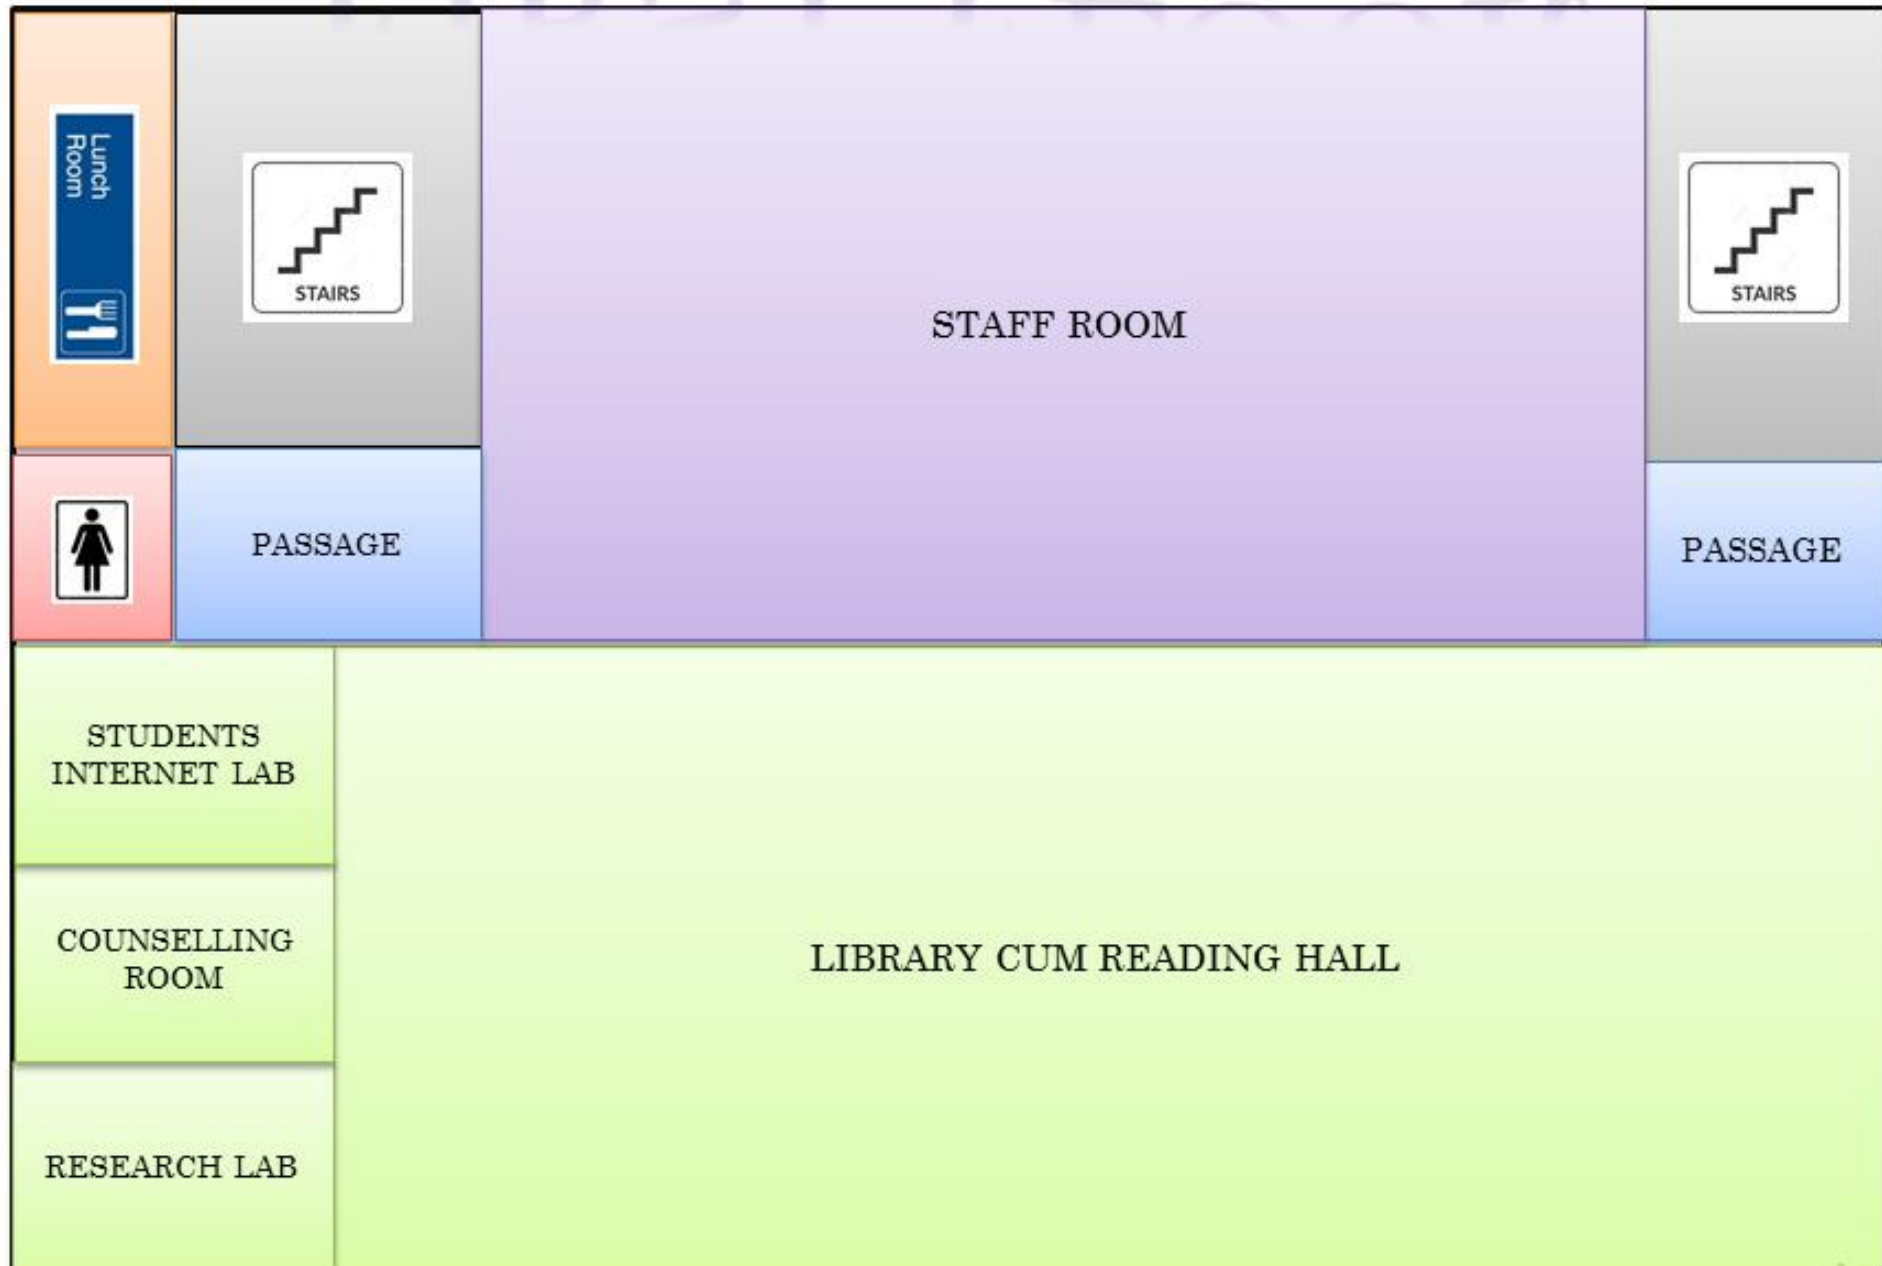 Lunch
Room
STAIRS
STAFF ROOM
STAIRS
PASSAGE
PASSAGE
STUDENTS
INTERNET LAB
COUNSELLING
ROOM
LIBRARY CUM READING HALL
RESEARCH LAB